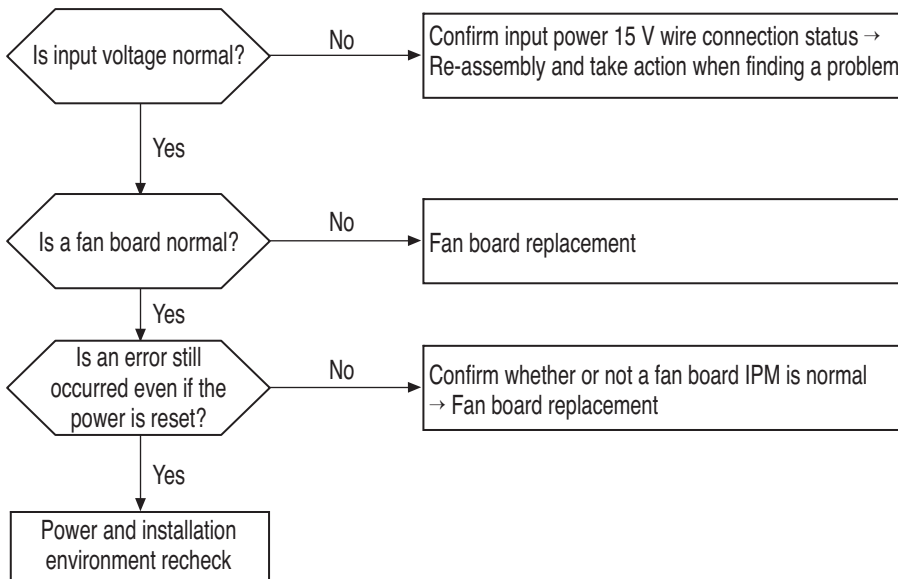 Is input voltage normal?
No
Confirm input power 15 V wire connection status →
Re-assembly and take action when finding a problem
Yes
Is a fan board normal?
No
Fan board replacement
Yes
Is an error still
occurred even if the
power is reset?
No
Confirm whether or not a fan board IPM is normal
→ Fan board replacement
Yes
Power and installation
environment recheck